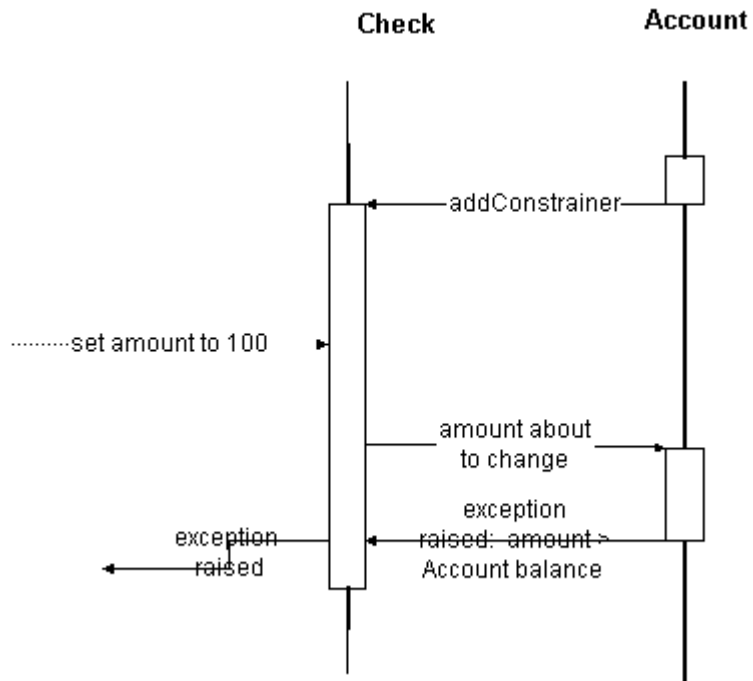 Check
Account
addConstrainer
set amount to 100
amount about
to change
exception
raised: amount >
Account balance
exception
raised